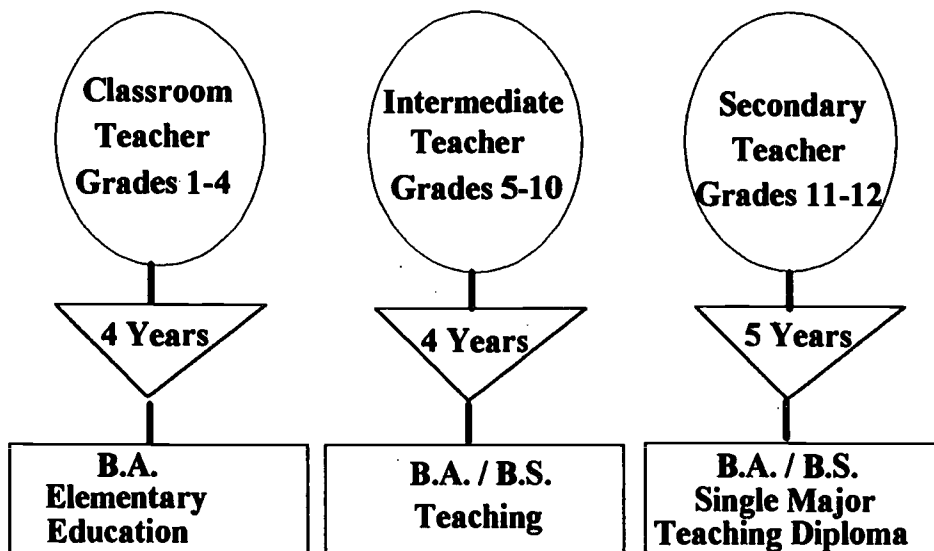 Classroom
Teacher
Grades 1-4
4 Years
B.A.
Elementary
Education
Intermediate
Teacher
Grades 5-10
4 Years
B.A. / B.S.
Teaching
Secondary
Teacher
Grades 11-12
5 Years
B.A. / B.S.
Single Major
Teaching Diploma